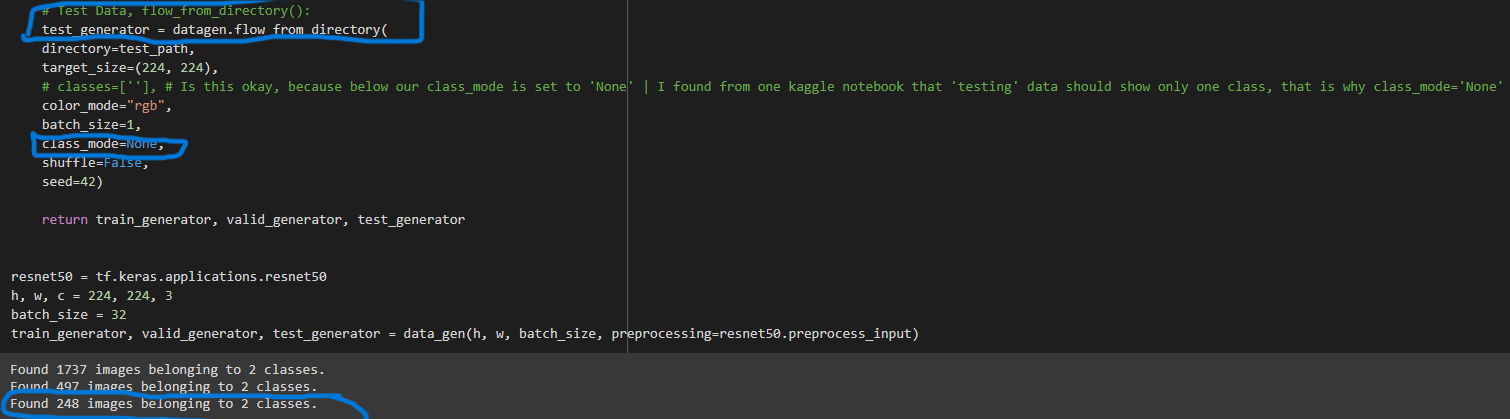 # Test Data, flow_from_directory():
test_generator = datagen.flow_from_directory(
directory=test_path,
target_size=(224, 224),
# classes=[''], # Is this okay, because below our class_mode is set to 'None' | I found from one kaggle notebook that 'testing' data should show only one class, that is why class_mode='None'
color_mode="rgb",
batch_size=1,
class_mode=None,
shuffle=False,
seed=42)
return train_generator, valid_generator, test_generator
resnet50 = tf.keras.applications.resnet50
h, w, c = 224, 224, 3
batch_size = 32
train_generator, valid_generator, test_generator = data_gen(h, w, batch_size, preprocessing=resnet50.preprocess_input)
Found 1737 images belonging to 2 classes.
Found 497 images belonging to 2 classes.
Found 248 images belonging to 2 classes.